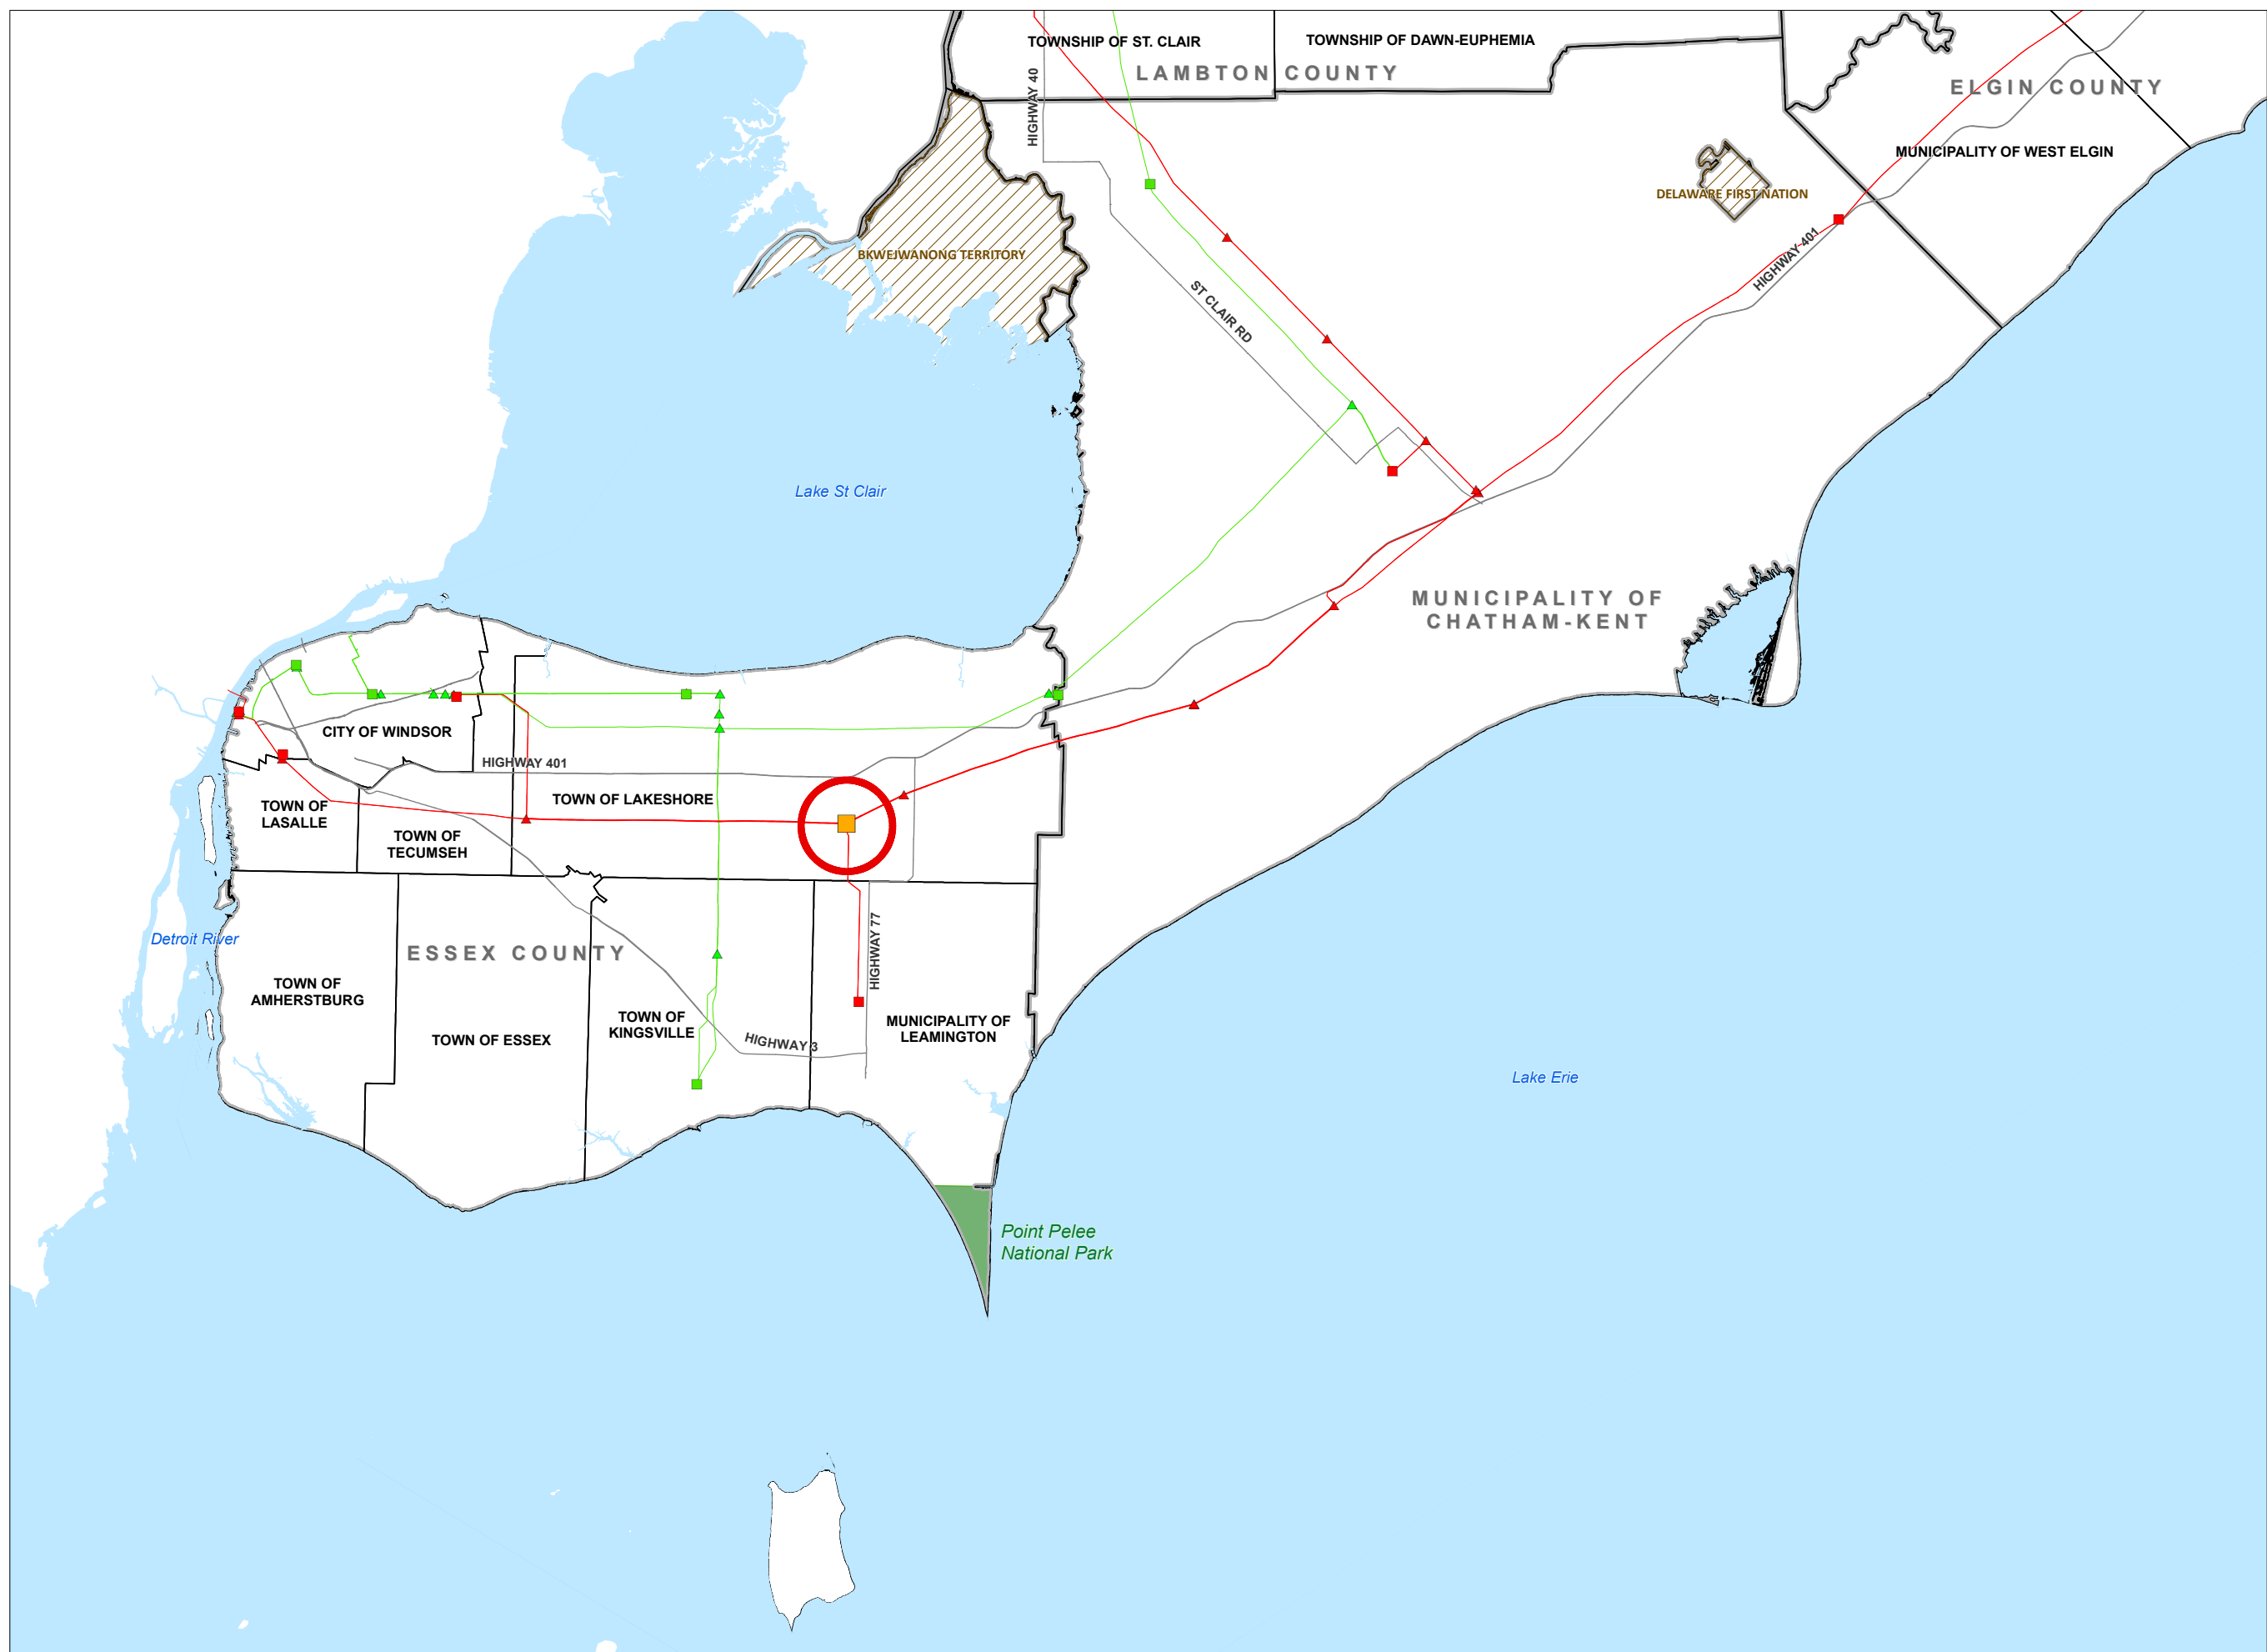 TOWNSHIP OF ST. CLAIR
TOWNSHIP OF DAWN-EUPHEMIA
LAMBTON COUNTY
HIGHWAY 40
ELGIN COUNTY
MUNICIPALITY OF WEST ELGIN
DELAWARE FIRST NATION
BKWEJWANONG TERRITORY
HIGHWAY 401
ST CLAIR RD
Lake St Clair
MUNICIPALITY OF
CHATHAM-KENT
CITY OF WINDSOR
HIGHWAY 401
TOWN OF LAKESHORE
TOWN OF
LASALLE
TOWN OF
TECUMSEH
Detroit River
ESSEX COUNTY
HIGHWAY 77
TOWN OF
AMHERSTBURG
TOWN OF ESSEX
TOWN OF
KINGSVILLE
HIGHWAY 3
MUNICIPALITY OF
LEAMINGTON
Lake Erie
Point Pelee
National Park